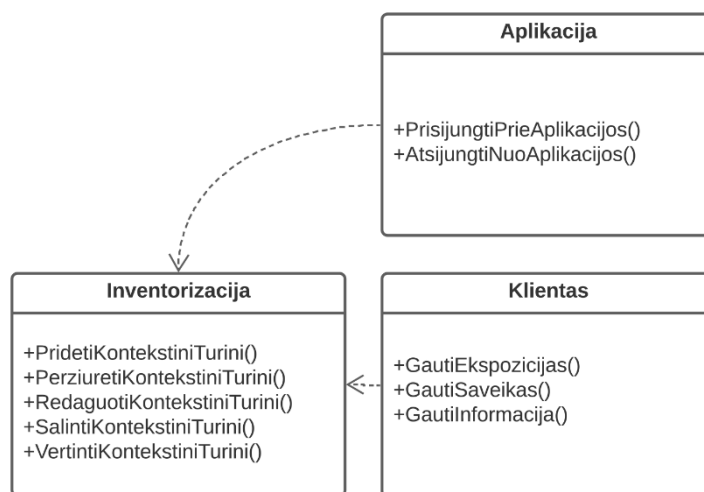 Aplikacija
+PrisijungtiPrieAplikacijos()
+AtsijungtiNuoAplikacijos()
Inventorizacija
+PridetiKontekstiniTurini()
+PerziuretiKontekstiniTurini()
+RedaguotiKontekstiniTurini()
+SalintiKontekstiniTurini()
+VertintiKontekstiniTurini()
Klientas
+GautiEkspozicijas()
+GautiSaveikas()
+GautiInformacija()